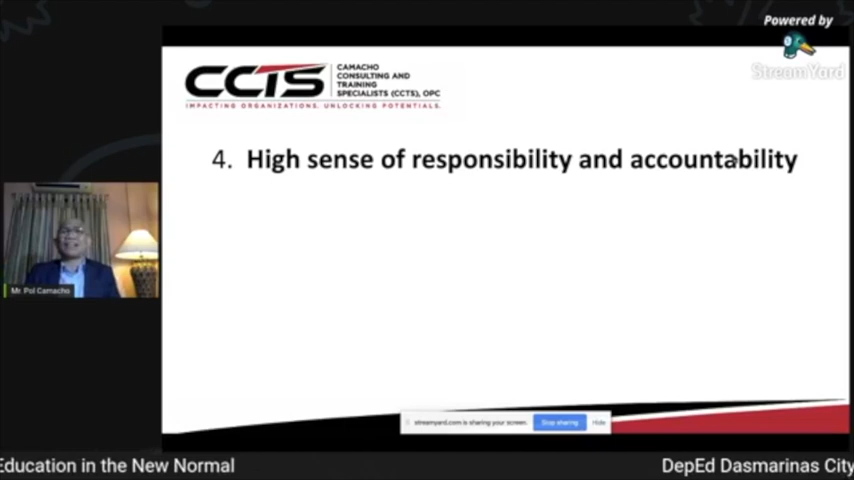 Powered by
StreamYard
CCTS
CAMACHO
CONSULTING AND
TRAINING
SPECIALISTS (CCTS), OPC
IMPACTING ORGANIZATIONS. UNLOCKING POTENTIALS.
4. High sense of responsibility and accountability
Mr. Pol Camacho
streamyard.com is sharing your screen.
Stop sharing
Hide
Education in the New Normal
DepEd Dasmarinas City